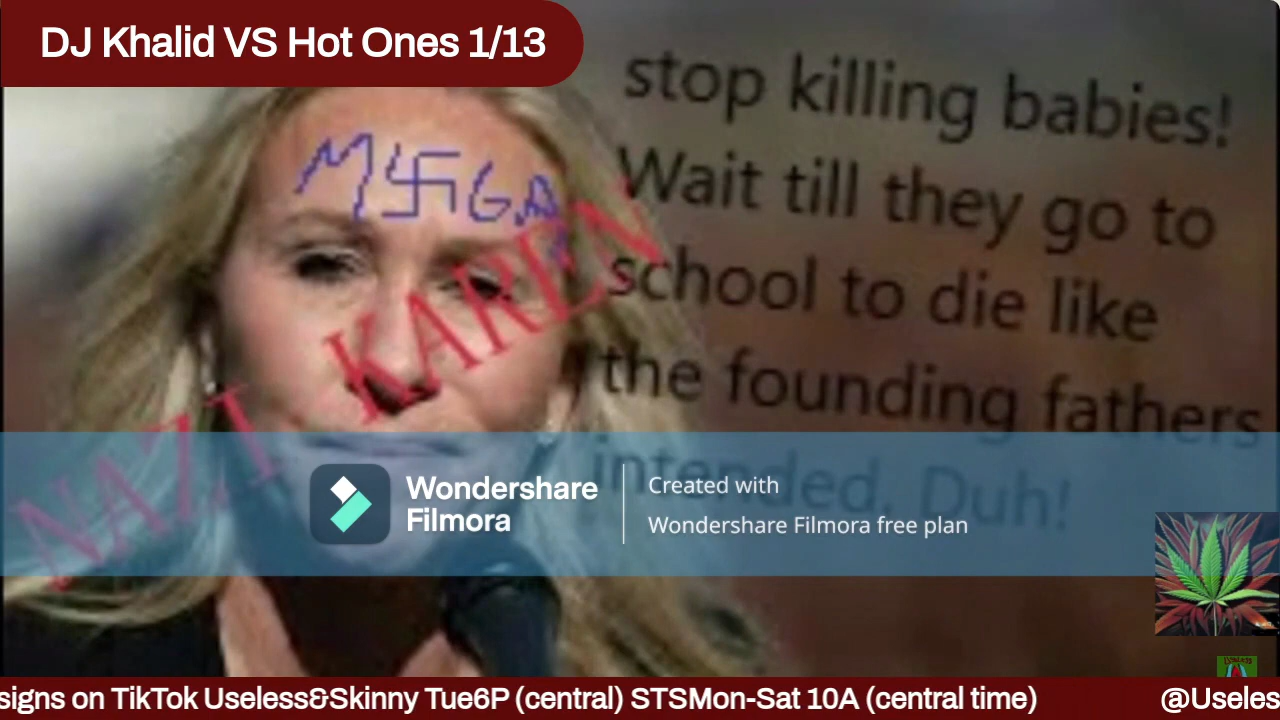 DJ Khalid VS Hot Ones 1/13
stop killing babies!
Wait till they go to
school to die like
the founding fathers
intended, Duh!
M卐GA
NAZI KAREN
Wondershare
Filmora
Created with
Wondershare Filmora free plan
signs on TikTok Useless&Skinny Tue6P (central) STSMon-Sat 10A (central time)
@Useles